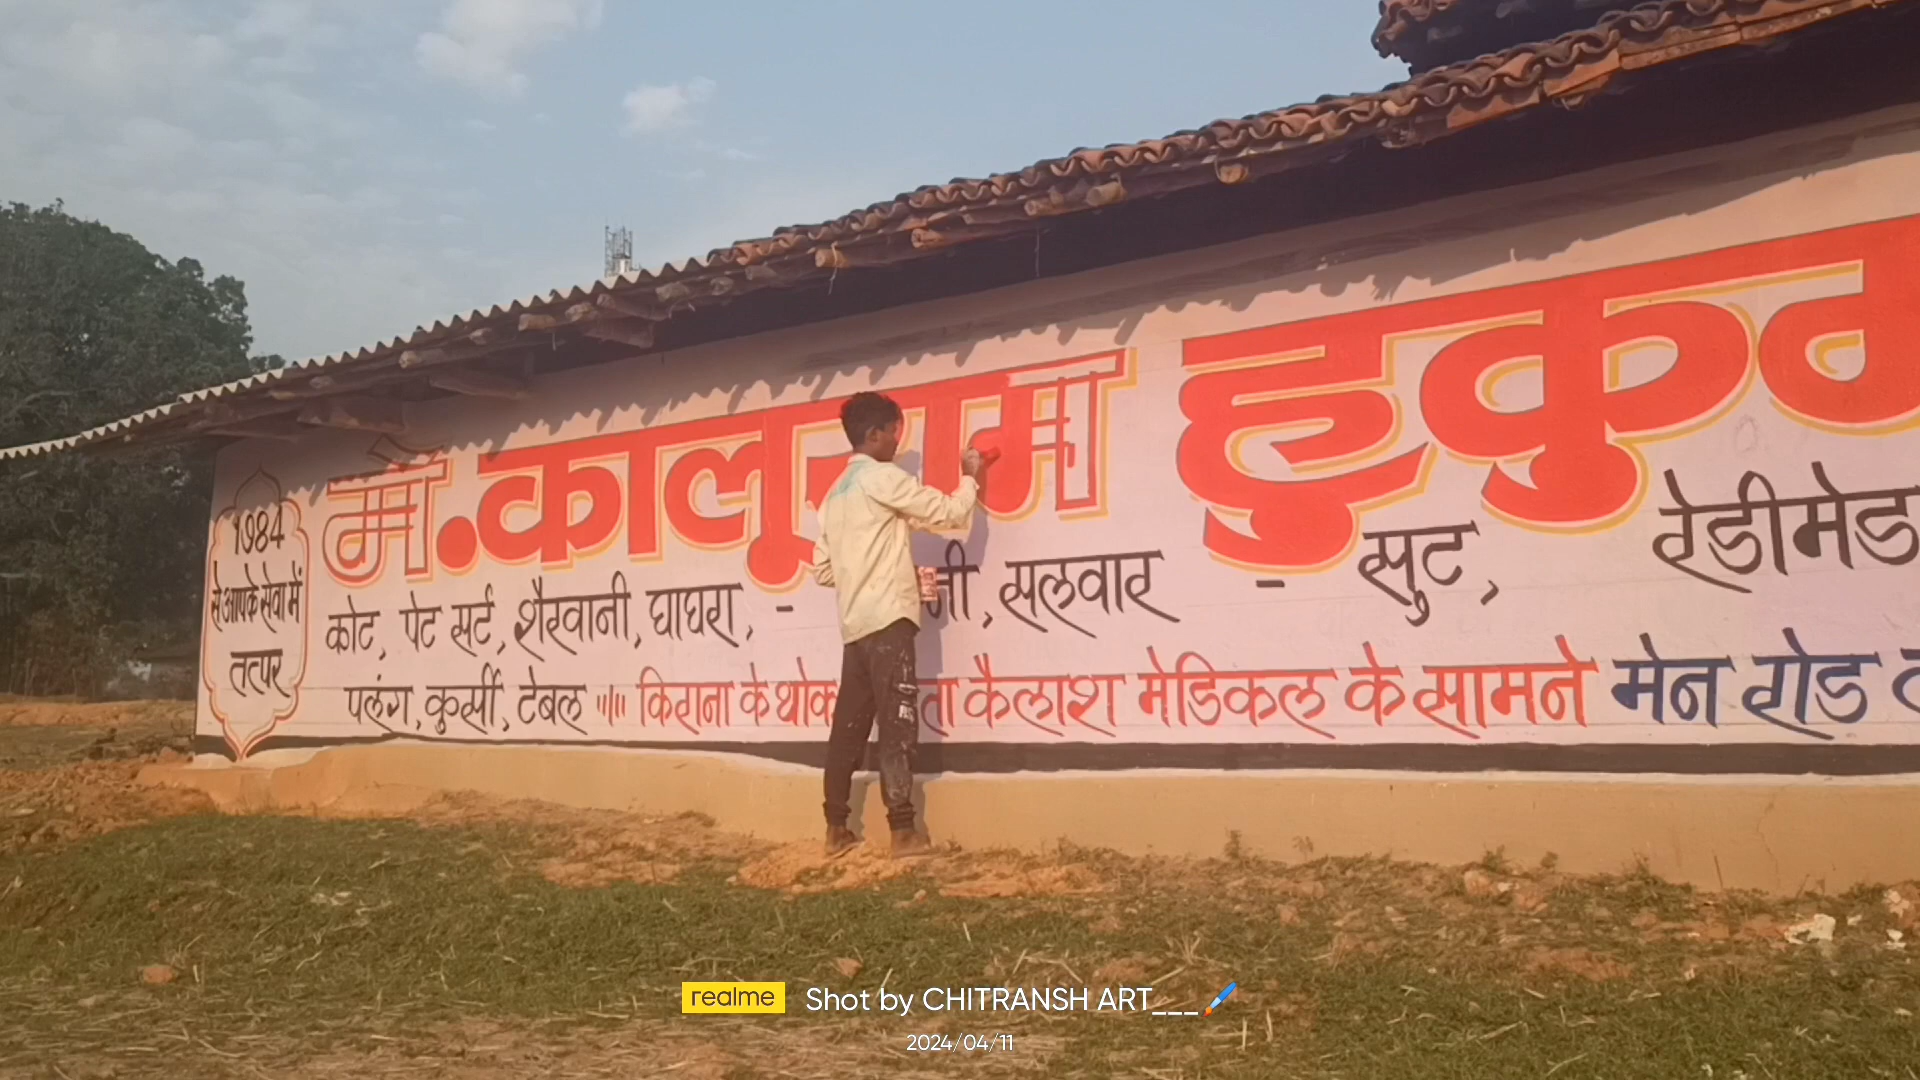 1984
से आपके सेवा में
तत्पर
मे. कालूराम
कोट, पेट सर्ट, शैरवानी, घाघरा, - सलवार - सुट, रेडीमेड
पलंग, कुर्सी, टेबल किराना के कैलाश मेडिकल के सामने मेन रोड
realme Shot by CHITRANSH ART___🖌️
2024/04/11